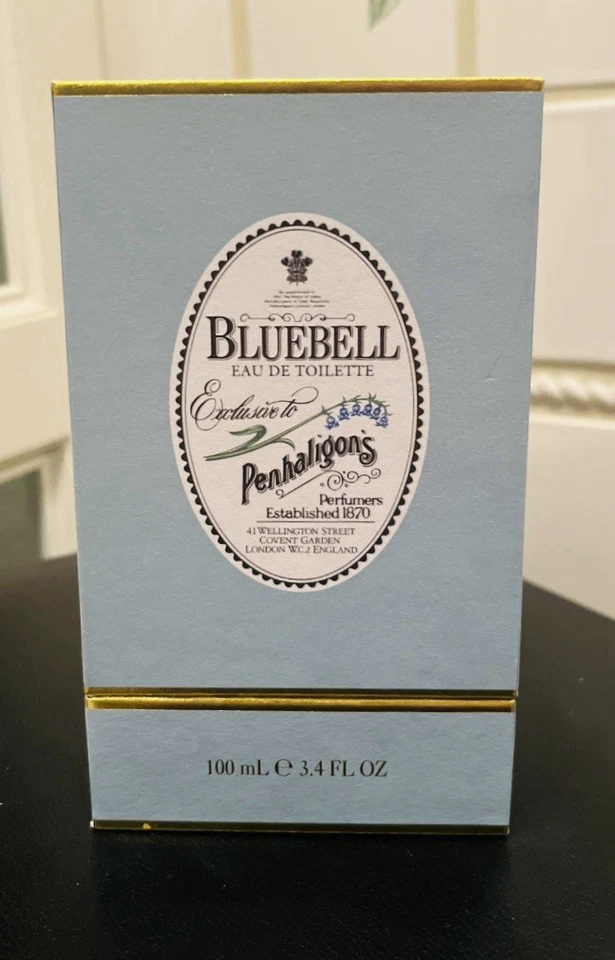 BLUEBELL
EAU DE TOILETTE
Exclusive to
Penhaligon's
Perfumers
Established 1870
41 WELLINGTON STREET
COVENT GARDEN
LONDON W.C.2 ENGLAND
100 mL ℮ 3.4 FL OZ